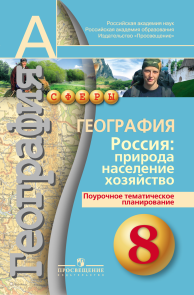 Российская академия наук
Российская академия образования
Издательство «Просвещение»
А
География
СФЕРЫ
ГЕОГРАФИЯ
Россия:
природа
население
хозяйство
Поурочное тематическое
планирование
8
ПРОСВЕЩЕНИЕ